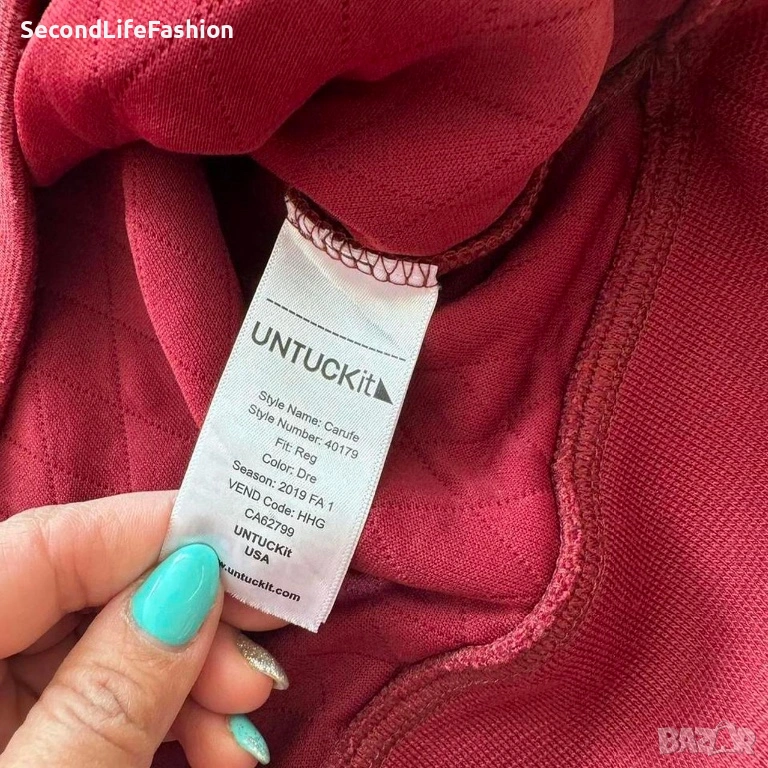 SecondLifeFashion
UNTUCKit
Style Name: Carufe
Style Number: 40179
Fit: Reg
Color: Dre
Season: 2019 FA 1
VEND Code: HHG
CA62799
UNTUCKit
USA
.untuckit.com
BAZAR